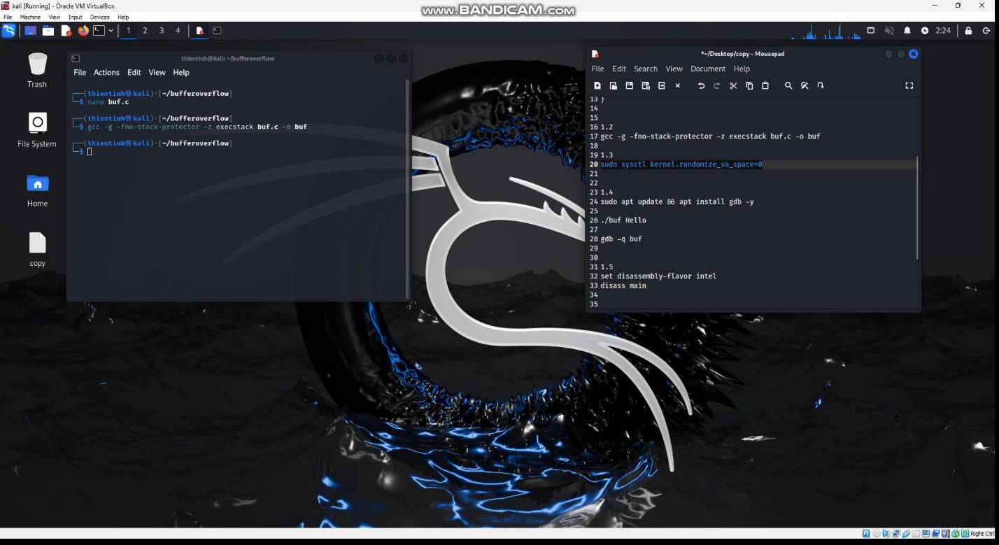 kali [Running] - Oracle VM VirtualBox
www.BANDICAM.com
File Machine View Input Devices Help
1 2 3 4
2:24
Trash
File System
Home
copy
thientinh@kali: ~/bufferoverflow
File Actions Edit View Help
┌──(thientinh㉿kali)-[~/bufferoverflow]
└─$ nano buf.c
┌──(thientinh㉿kali)-[~/bufferoverflow]
└─$ gcc -g -fno-stack-protector -z execstack buf.c -o buf
┌──(thientinh㉿kali)-[~/bufferoverflow]
└─$
*~/Desktop/copy - Mousepad
File Edit Search View Document Help
13 }
14
15
16 1.2
17 gcc -g -fno-stack-protector -z execstack buf.c -o buf
18
19 1.3
20 sudo sysctl kernel.randomize_va_space=0
21
22
23 1.4
24 sudo apt update && apt install gdb -y
25
26 ./buf Hello
27
28 gdb -q buf
29
30
31 1.5
32 set disassembly-flavor intel
33 disass main
34
35
Right Ctrl